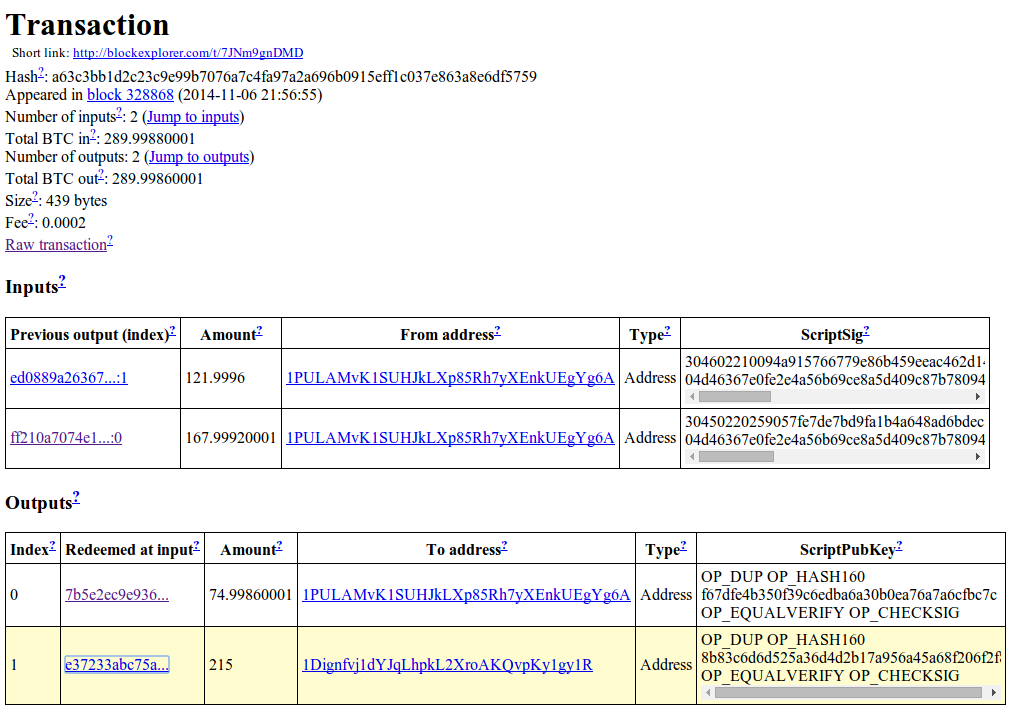 Transaction
Short link: http://blockexplorer.com/t/7JNm9gnDMD
Hash?: a63c3bb1d2c23c9e99b7076a7c4fa97a2a696b0915eff1c037e863a8e6df5759
Appeared in block 328868 (2014-11-06 21:56:55)
Number of inputs?: 2 (Jump to inputs)
Total BTC in?: 289.99880001
Number of outputs: 2 (Jump to outputs)
Total BTC out?: 289.99860001
Size?: 439 bytes
Fee?: 0.0002
Raw transaction?
Inputs?
Previous output (index)? Amount? From address? Type? ScriptSig?
ed0889a26367...:1 121.9996 1PULAMvK1SUHJkLXp85Rh7yXEnkUEgYg6A Address 304602210094a915766779e86b459eeac462d14
04d46367e0fe2e4a56b69ce8a5d409c87b78094
ff210a7074e1...:0 167.99920001 1PULAMvK1SUHJkLXp85Rh7yXEnkUEgYg6A Address 30450220259057fe7de7bd9fa1b4a648ad6bdec
04d46367e0fe2e4a56b69ce8a5d409c87b78094
Outputs?
Index? Redeemed at input? Amount? To address? Type? ScriptPubKey?
0 7b5e2ec9e936... 74.99860001 1PULAMvK1SUHJkLXp85Rh7yXEnkUEgYg6A Address OP_DUP OP_HASH160
f67dfe4b350f39c6edba6a30b0ea76a7a6cfbc7c
OP_EQUALVERIFY OP_CHECKSIG
1 e37233abc75a... 215 1Dignfvj1dYJqLhpkL2XroAKQvpKy1gy1R Address OP_DUP OP_HASH160
8b83c6d6d525a36d4d2b17a956a45a68f206f2f8
OP_EQUALVERIFY OP_CHECKSIG